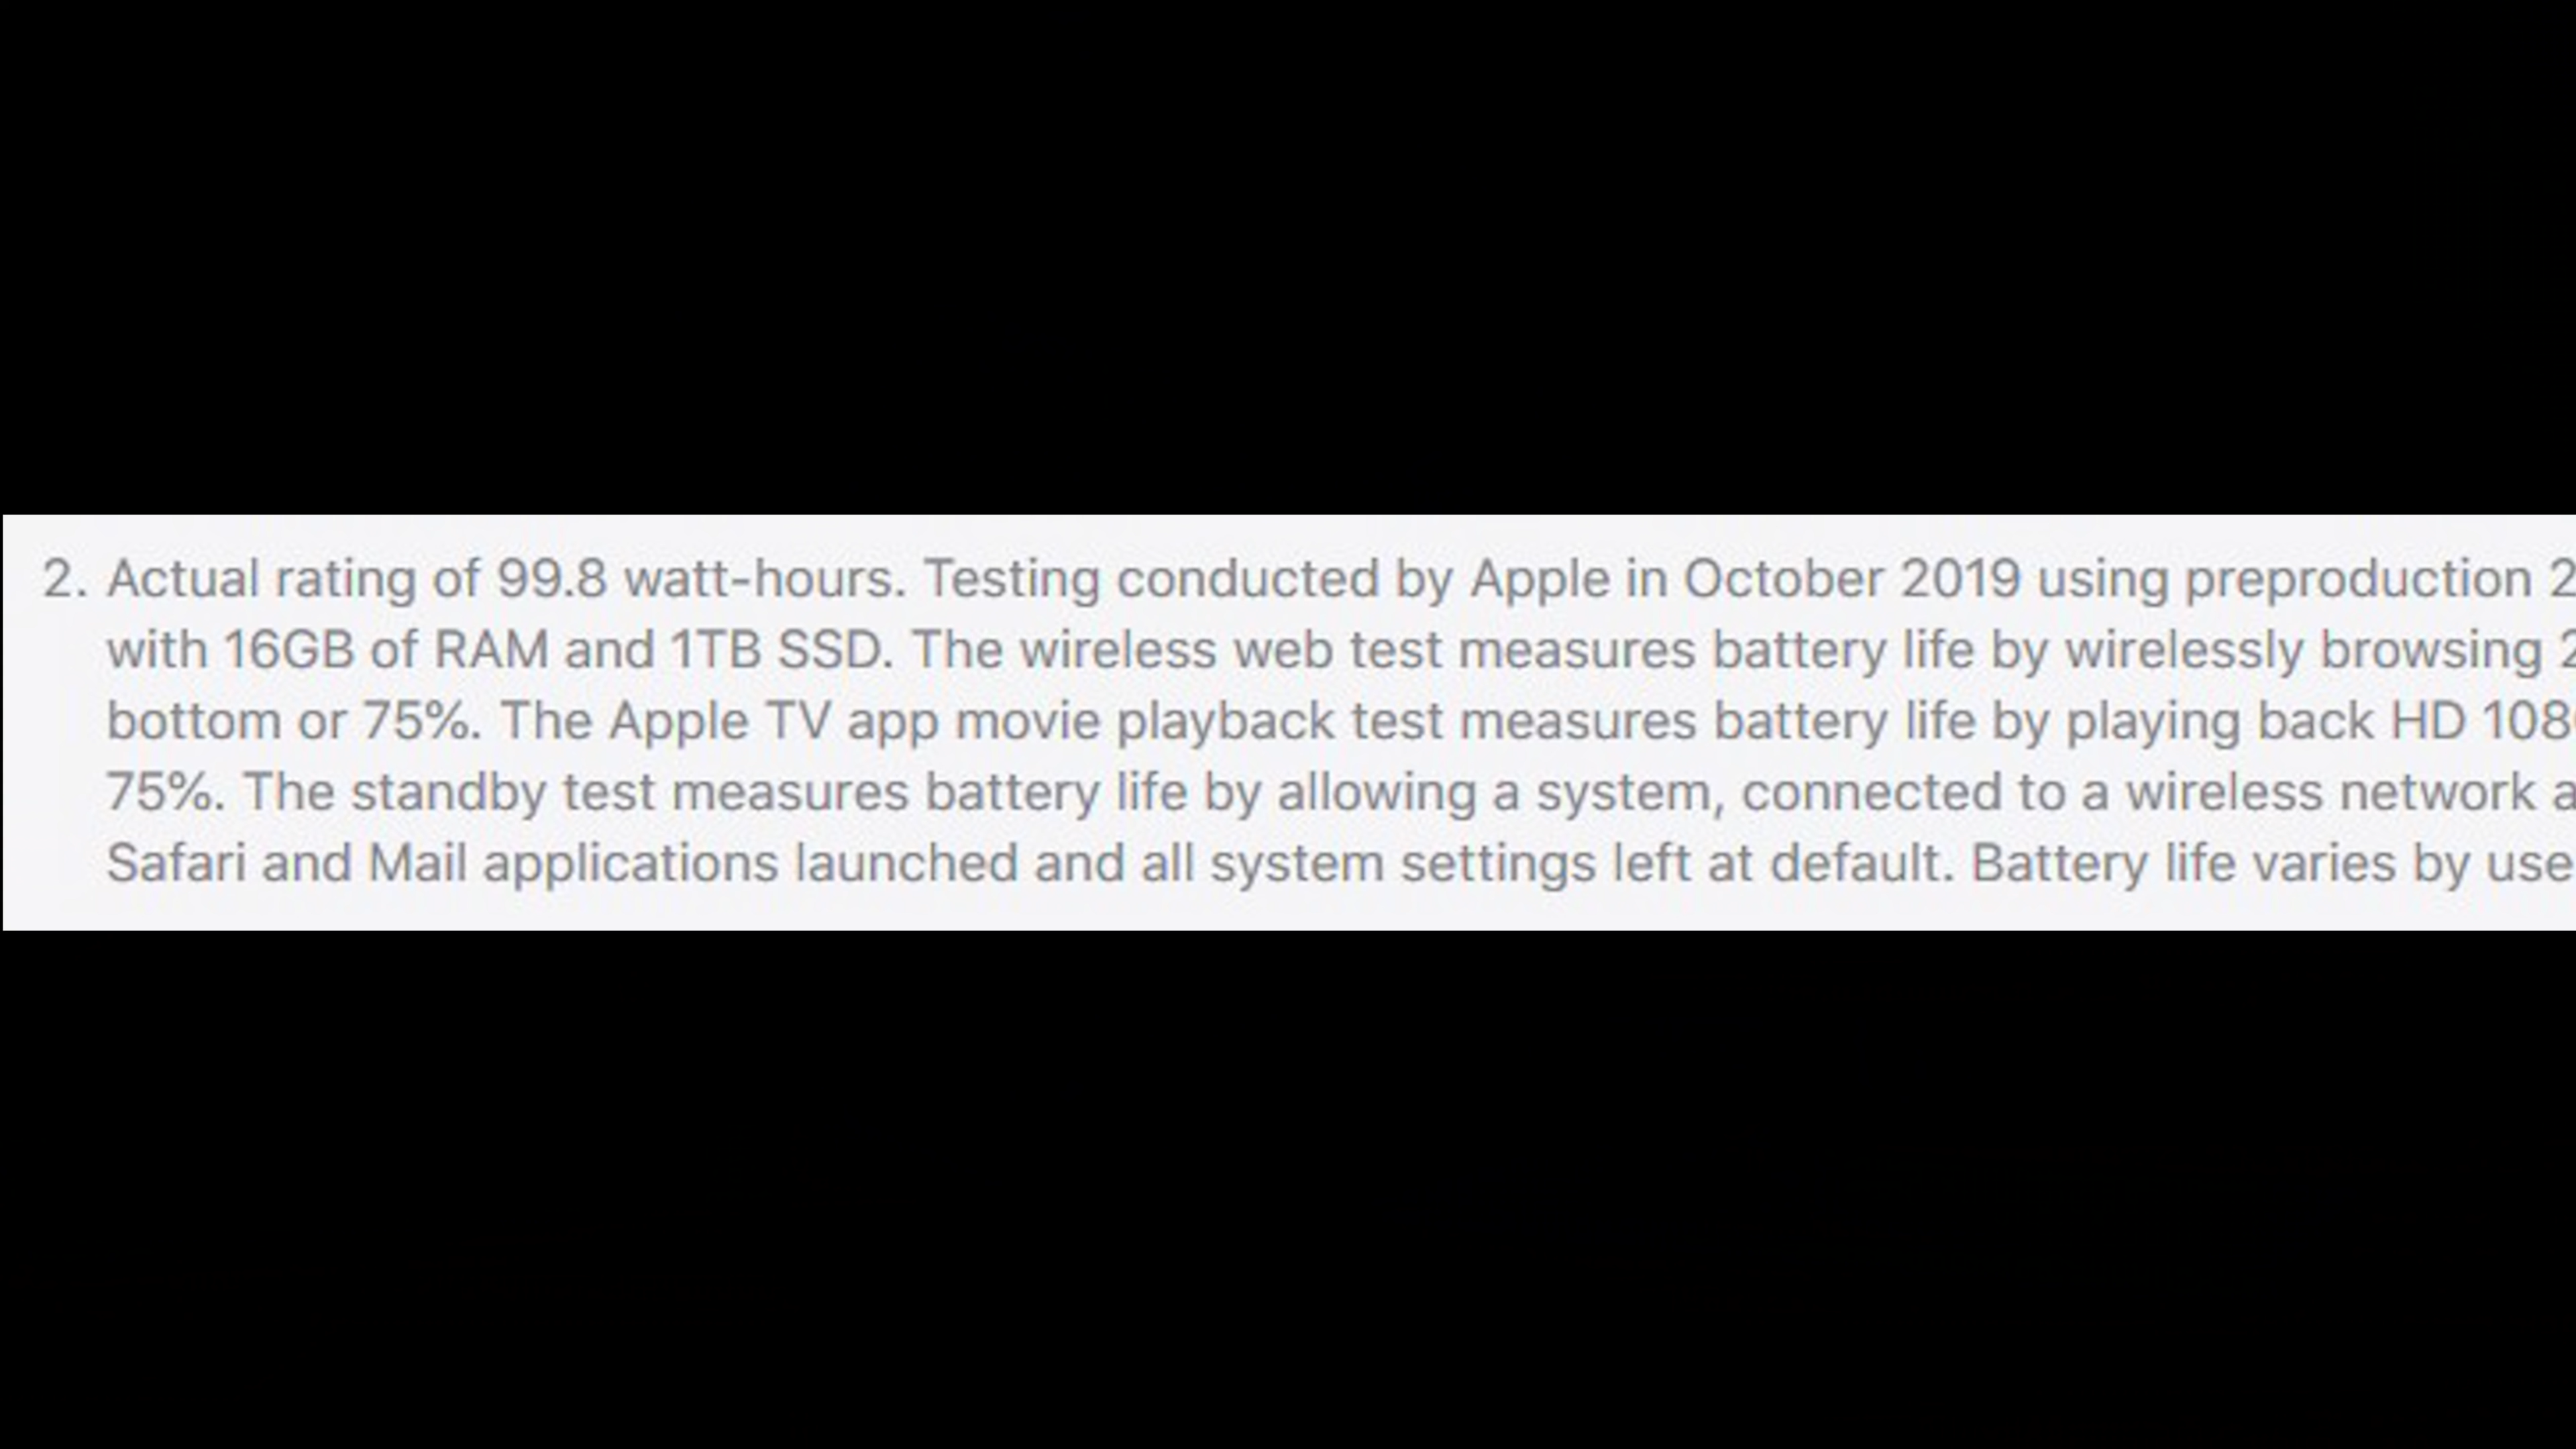 2. Actual rating of 99.8 watt-hours. Testing conducted by Apple in October 2019 using preproduction
with 16GB of RAM and 1TB SSD. The wireless web test measures battery life by wirelessly browsing
bottom or 75%. The Apple TV app movie playback test measures battery life by playing back HD
75%. The standby test measures battery life by allowing a system, connected to a wireless network
Safari and Mail applications launched and all system settings left at default. Battery life varies by use